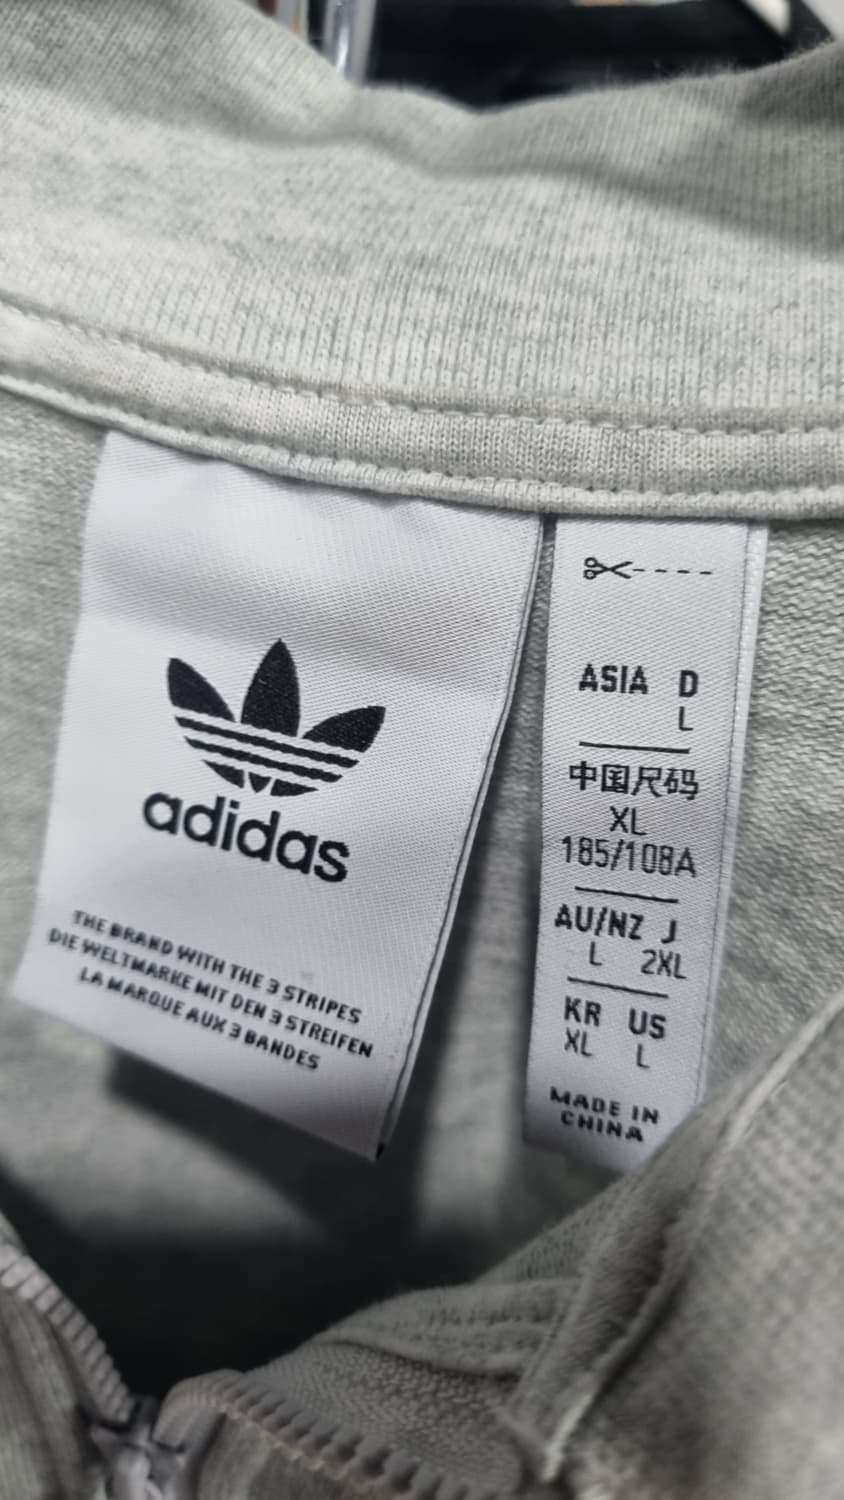 adidas
THE BRAND WITH THE 3 STRIPES
DIE WELTMARKE MIT DEN 3 STREIFEN
LA MARQUE AUX 3 BANDES
ASIA D
L
中国尺码
XL
185/108A
AU/NZ J
L 2XL
KR US
XL L
MADE IN
CHINA